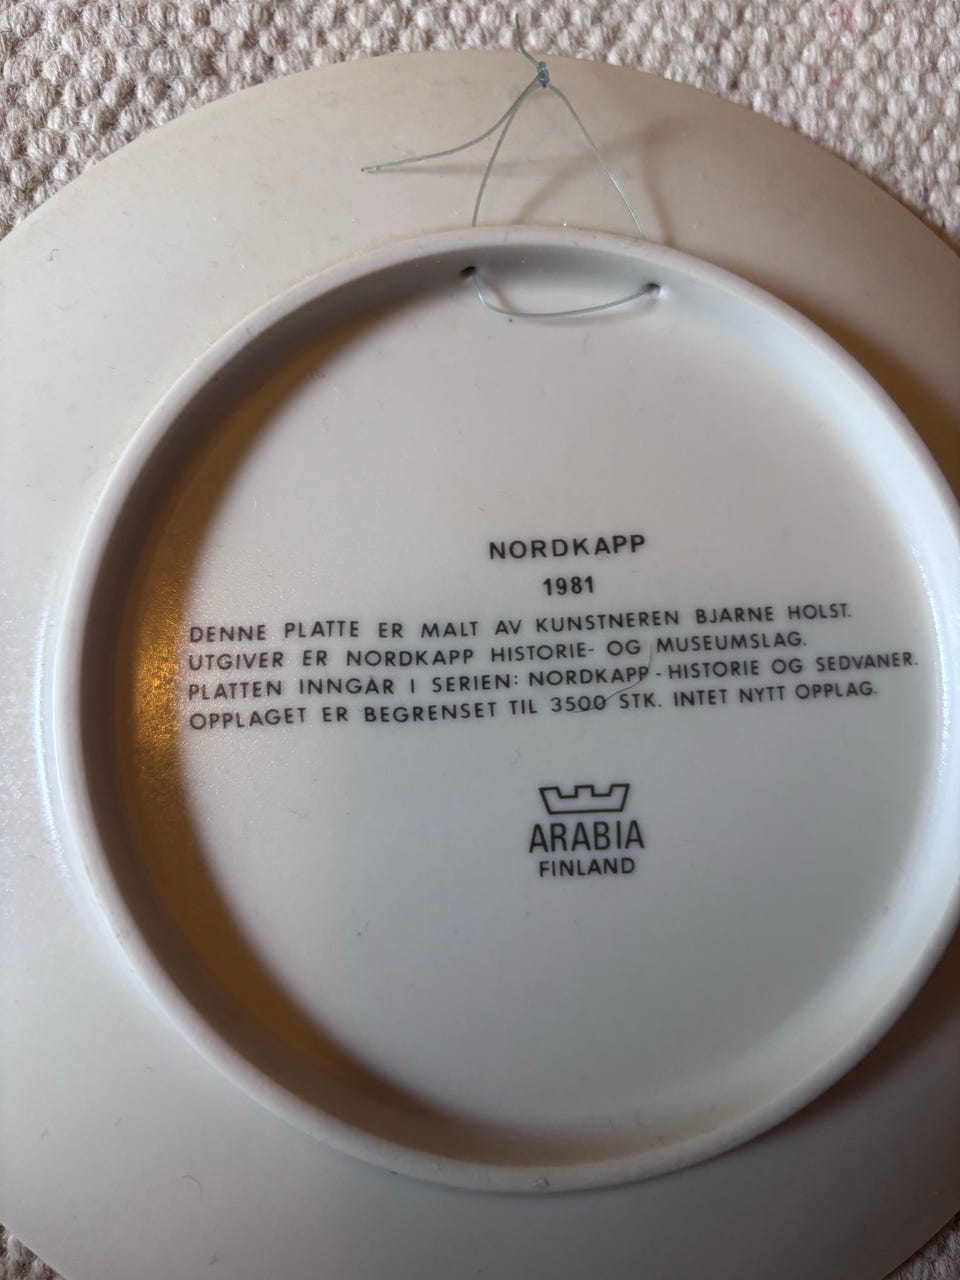 NORDKAPP
1981
DENNE PLATTE ER MALT AV KUNSTNEREN BJARNE HOLST.
UTGIVER ER NORDKAPP HISTORIE- OG MUSEUMSLAG.
PLATTEN INNGÅR I SERIEN: NORDKAPP - HISTORIE OG SEDVANER.
OPPLAGET ER BEGRENSET TIL 3500 STK. INTET NYTT OPPLAG.
ARABIA
FINLAND